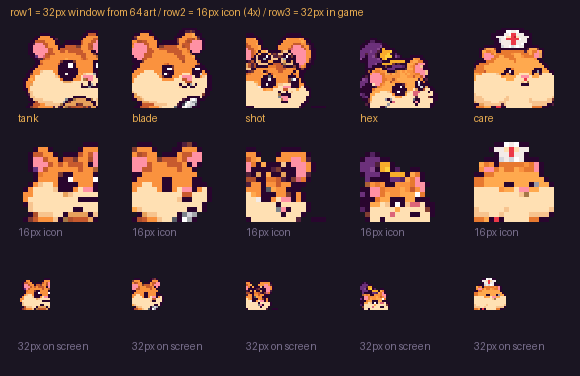 row1 = 32px window from 64 art / row2 = 16px icon (4x) / row3 = 32px in game
tank blade shot hex care
16px icon 16px icon 16px icon 16px icon 16px icon
32px on screen 32px on screen 32px on screen 32px on screen 32px on screen